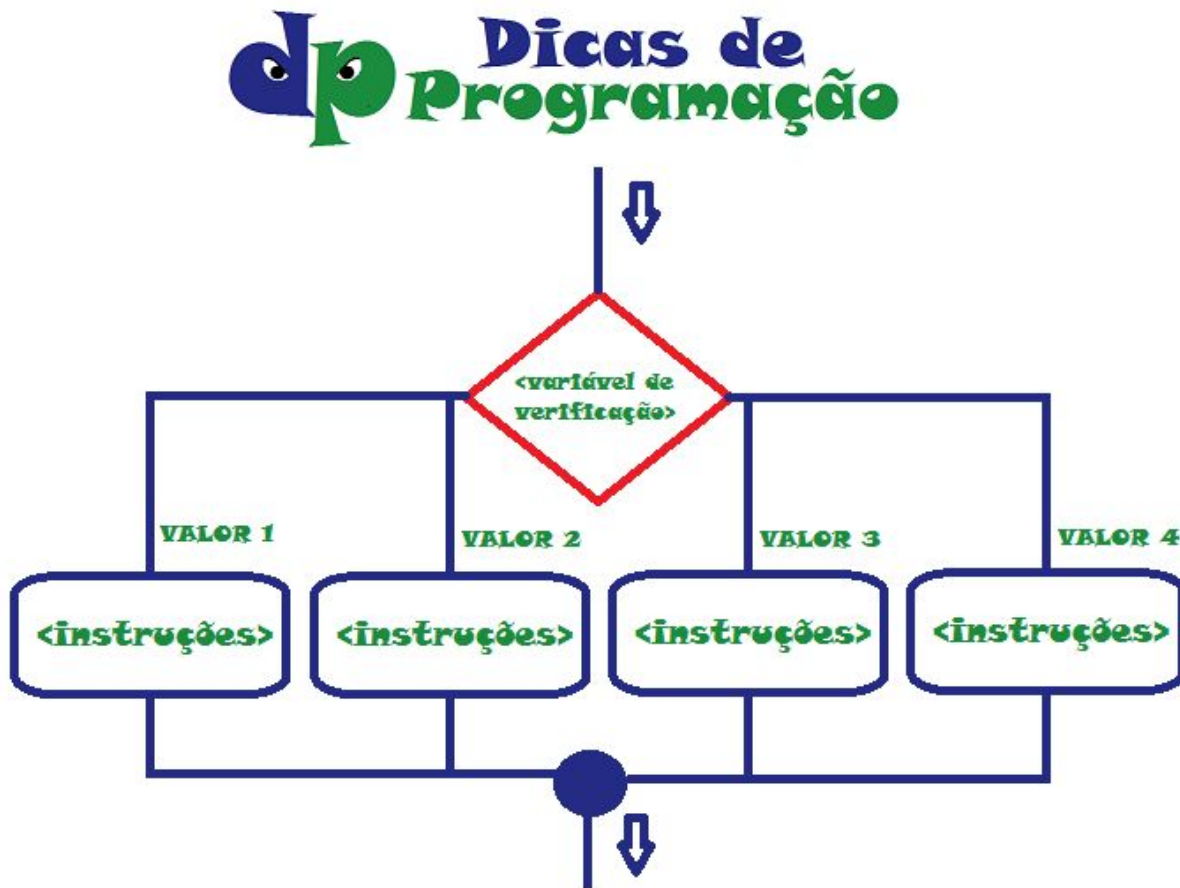 dp
Dicas de
Programação
<variável de
verificação>
VALOR 1
VALOR 2
VALOR 3
VALOR 4
<instruções>
<instruções>
<instruções>
<instruções>